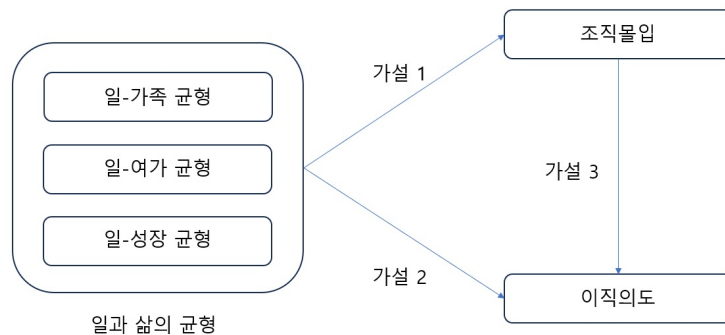 조직몰입
가설 1
일-가족 균형
일-여가 균형
가설 3
일-성장 균형
가설 2
이직의도
일과 삶의 균형